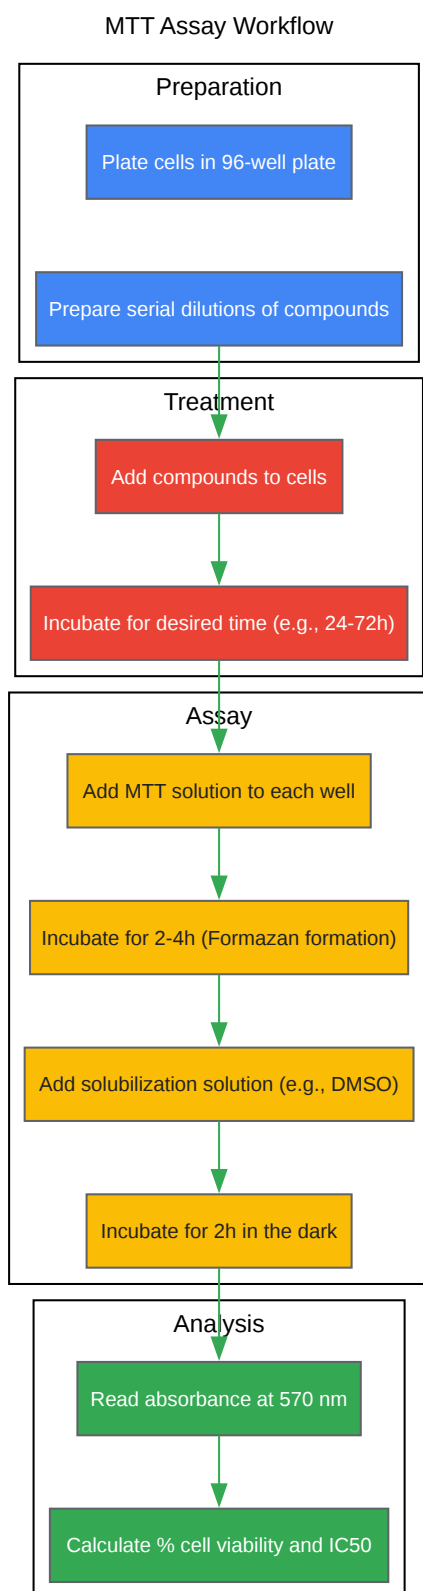 MTT Assay Workflow
Preparation
Plate cells in 96-well plate
Prepare serial dilutions of compounds
Treatment
Add compounds to cells
Incubate for desired time (e.g., 24-72h)
Assay
Add MTT solution to each well
Incubate for 2-4h (Formazan formation)
Add solubilization solution (e.g., DMSO)
Incubate for 2h in the dark
Analysis
Read absorbance at 570 nm
Calculate % cell viability and IC50